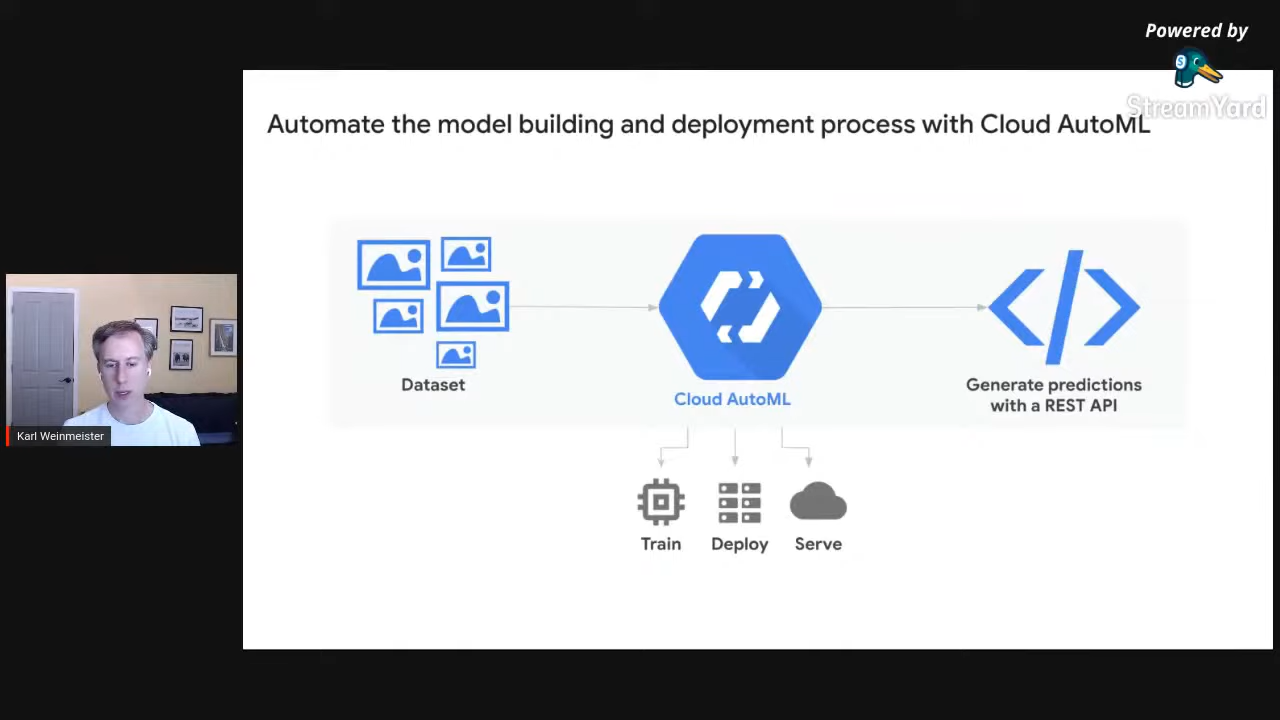 Powered by
StreamYard
Automate the model building and deployment process with Cloud AutoML
Dataset
Cloud AutoML
Generate predictions
with a REST API
Train
Deploy
Serve
Karl Weinmeister